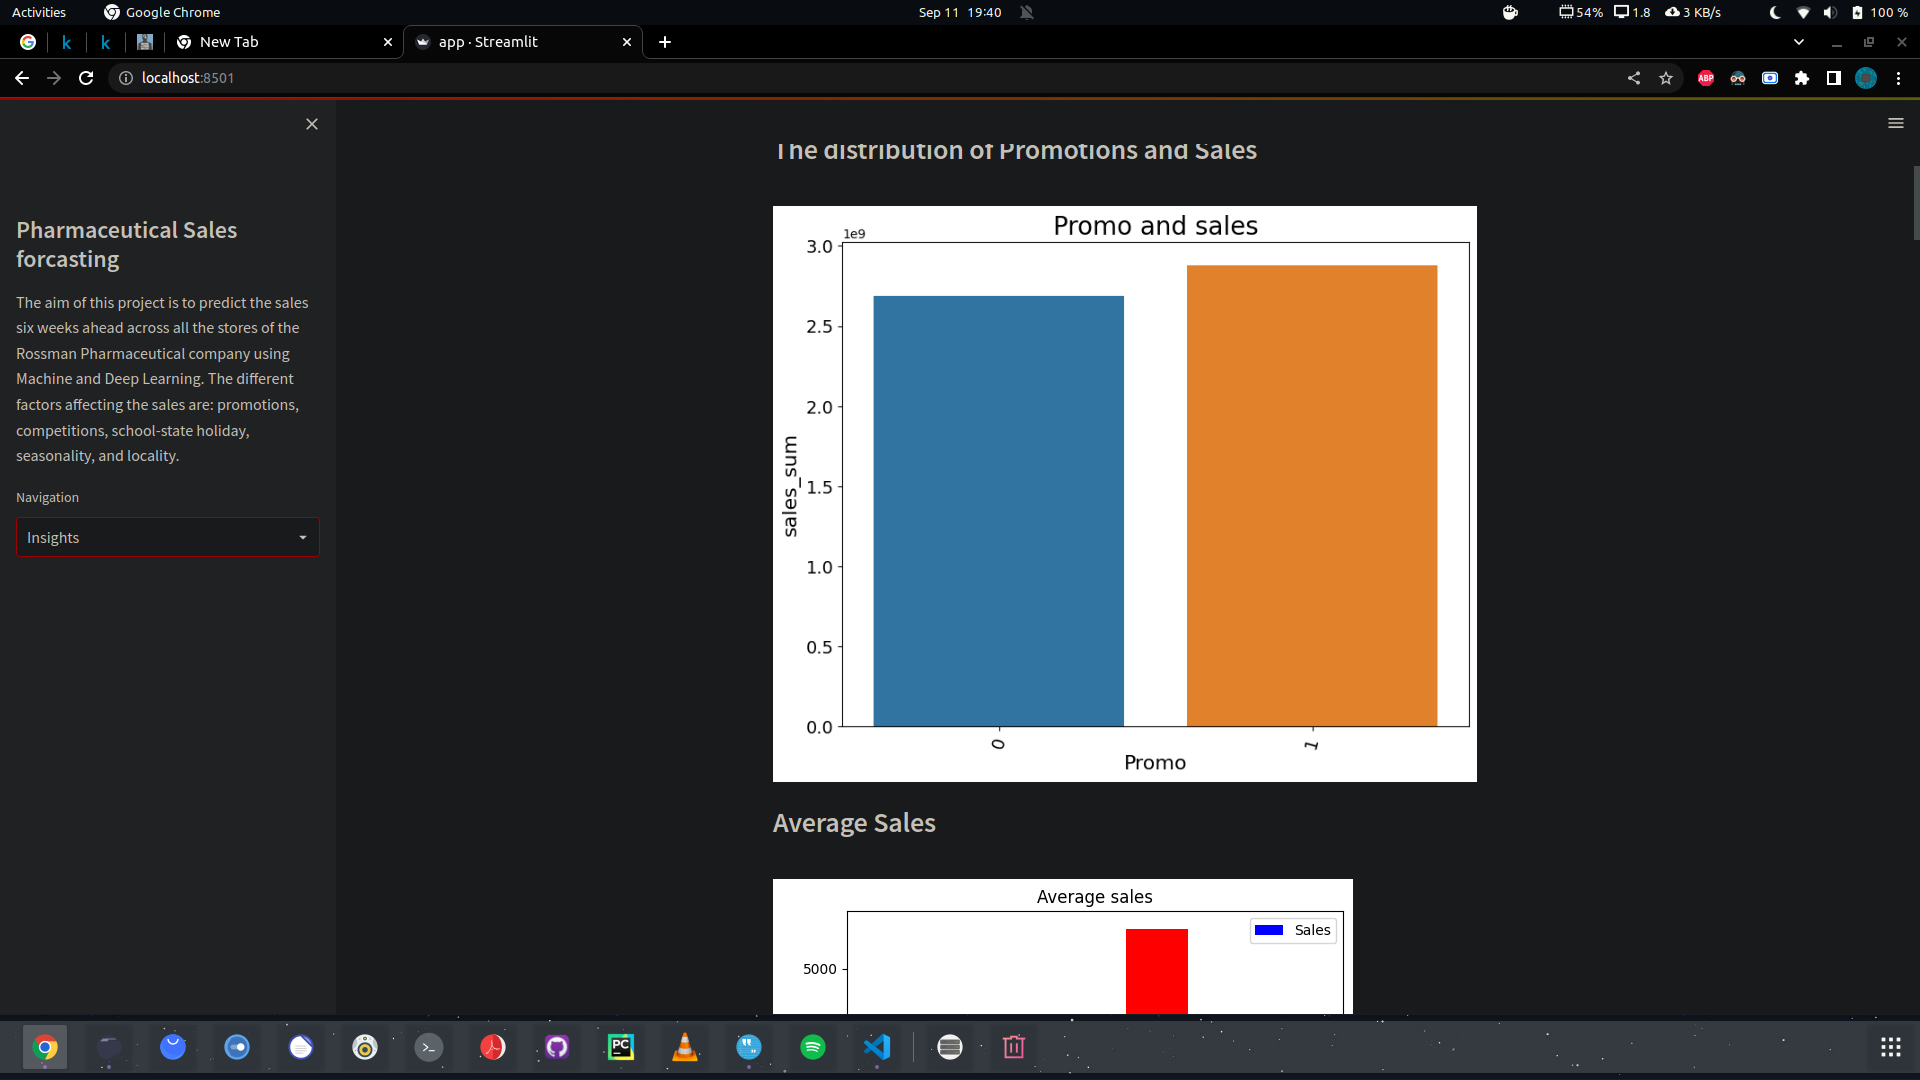 Activities
Google Chrome
Sep 11 19:40
54%
1.8
3 KB/s
100 %
New Tab
app · Streamlit
localhost:8501
ABP
Pharmaceutical Sales
forcasting
The aim of this project is to predict the sales
six weeks ahead across all the stores of the
Rossman Pharmaceutical company using
Machine and Deep Learning. The different
factors affecting the sales are: promotions,
competitions, school-state holiday,
seasonality, and locality.
Navigation
Insights
The distribution of Promotions and Sales
Promo and sales
1e9
3.0
2.5
2.0
1.5
1.0
0.5
0.0
sales_sum
0
1
Promo
Average Sales
Average sales
Sales
5000
PC